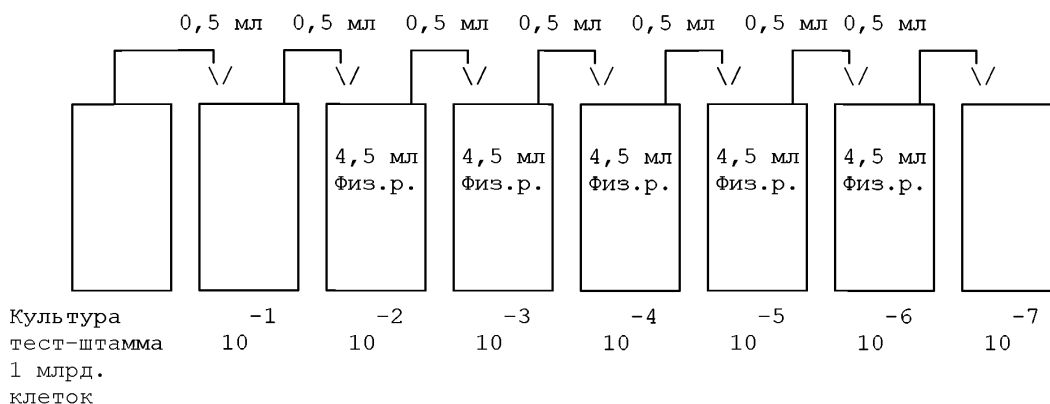 0,5 мл 0,5 мл 0,5 мл 0,5 мл 0,5 мл 0,5 мл 0,5 мл
\/ \/ \/ \/ \/ \/ \/
4,5 мл 4,5 мл 4,5 мл 4,5 мл 4,5 мл
Физ.р. Физ.р. Физ.р. Физ.р. Физ.р.
Культура -1 -2 -3 -4 -5 -6 -7
тест-штамма 10 10 10 10 10 10 10
1 млрд.
клеток